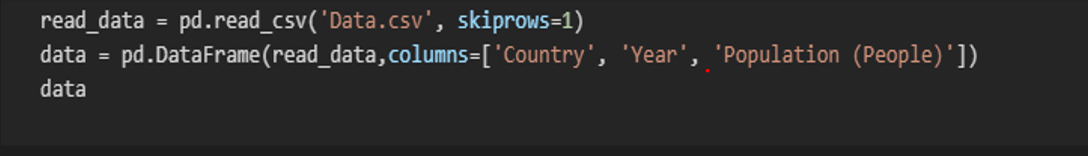 read_data = pd.read_csv('Data.csv', skiprows=1)
data = pd.DataFrame(read_data,columns=['Country', 'Year', 'Population (People)'])
data